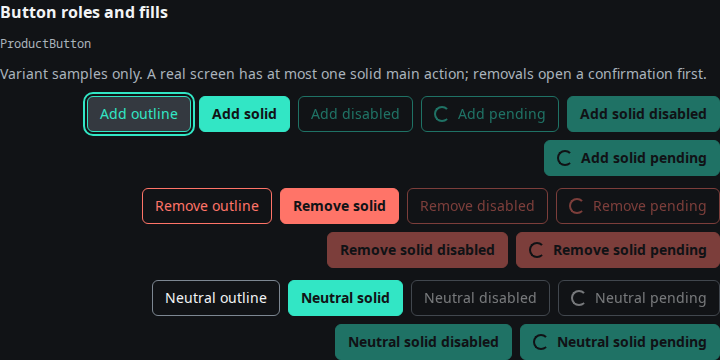 Button roles and fills
ProductButton
Variant samples only. A real screen has at most one solid main action; removals open a confirmation first.
Add outline Add solid Add disabled Add pending Add solid disabled
Add solid pending
Remove outline Remove solid Remove disabled Remove pending
Remove solid disabled Remove solid pending
Neutral outline Neutral solid Neutral disabled Neutral pending
Neutral solid disabled Neutral solid pending